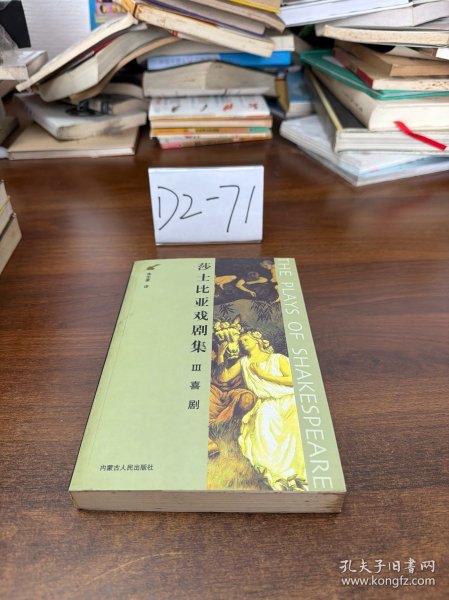 D2-71
莎士比亚戏剧集
III
喜剧
译
THE PLAYS OF SHAKESPEARE
内蒙古人民出版社
孔夫子旧书网
www.kongfz.com